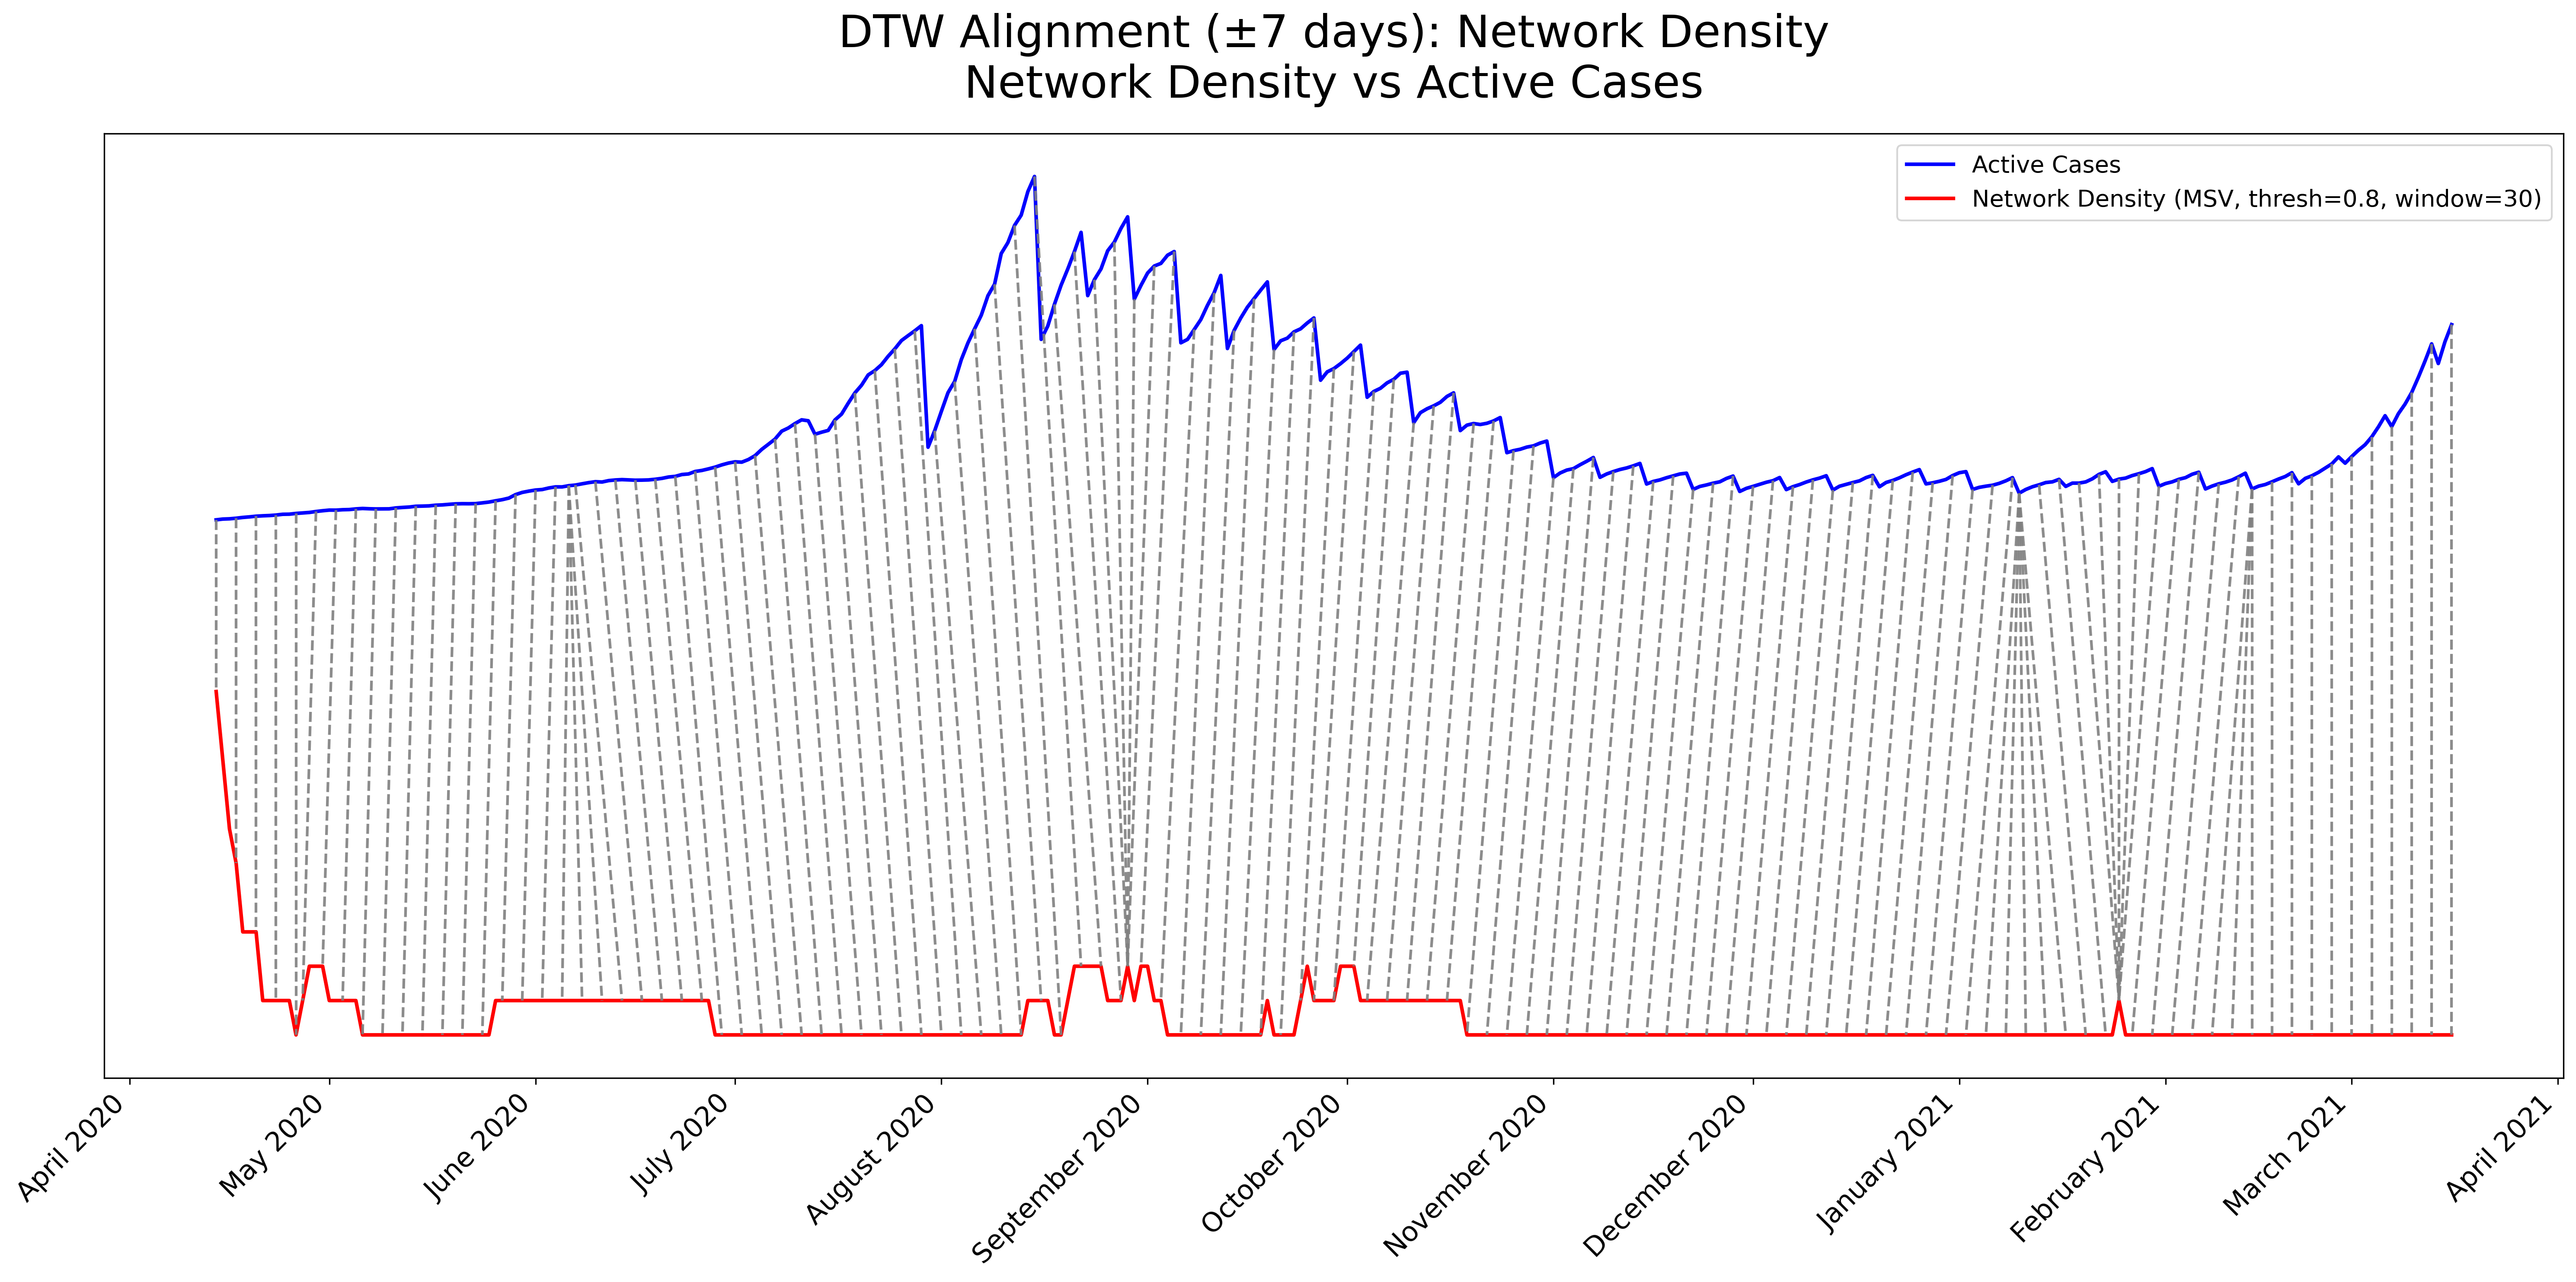 DTW Alignment (±7 days): Network Density
Network Density vs Active Cases
Active Cases
Network Density (MSV, thresh=0.8, window=30)
April 2020
May 2020
June 2020
July 2020
August 2020
September 2020
October 2020
November 2020
December 2020
January 2021
February 2021
March 2021
April 2021